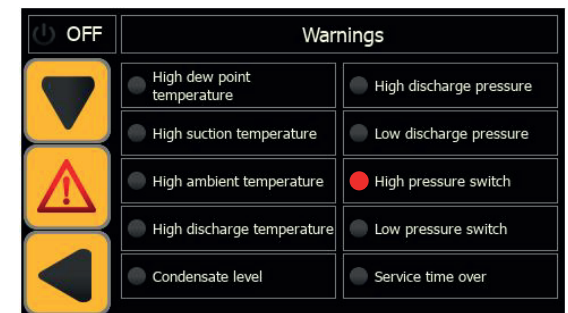 OFF
Warnings
High dew point
temperature
High discharge pressure
High suction temperature
Low discharge pressure
High ambient temperature
High pressure switch
High discharge temperature
Low pressure switch
Condensate level
Service time over